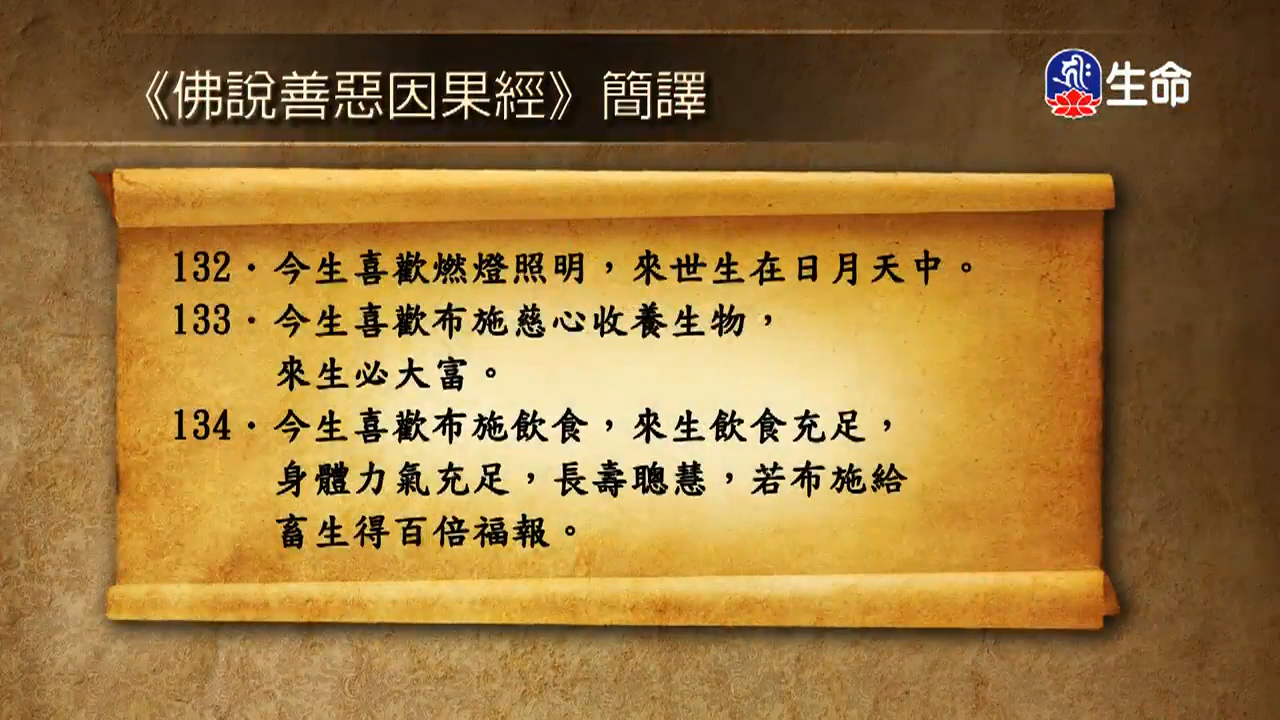 《佛說善惡因果經》簡譯
生命
132．今生喜歡燃燈照明，來世生在日月天中。
133．今生喜歡布施慈心收養生物，
來生必大富。
134．今生喜歡布施飲食，來生飲食充足，
身體力氣充足，長壽聰慧，若布施給
畜生得百倍福報。